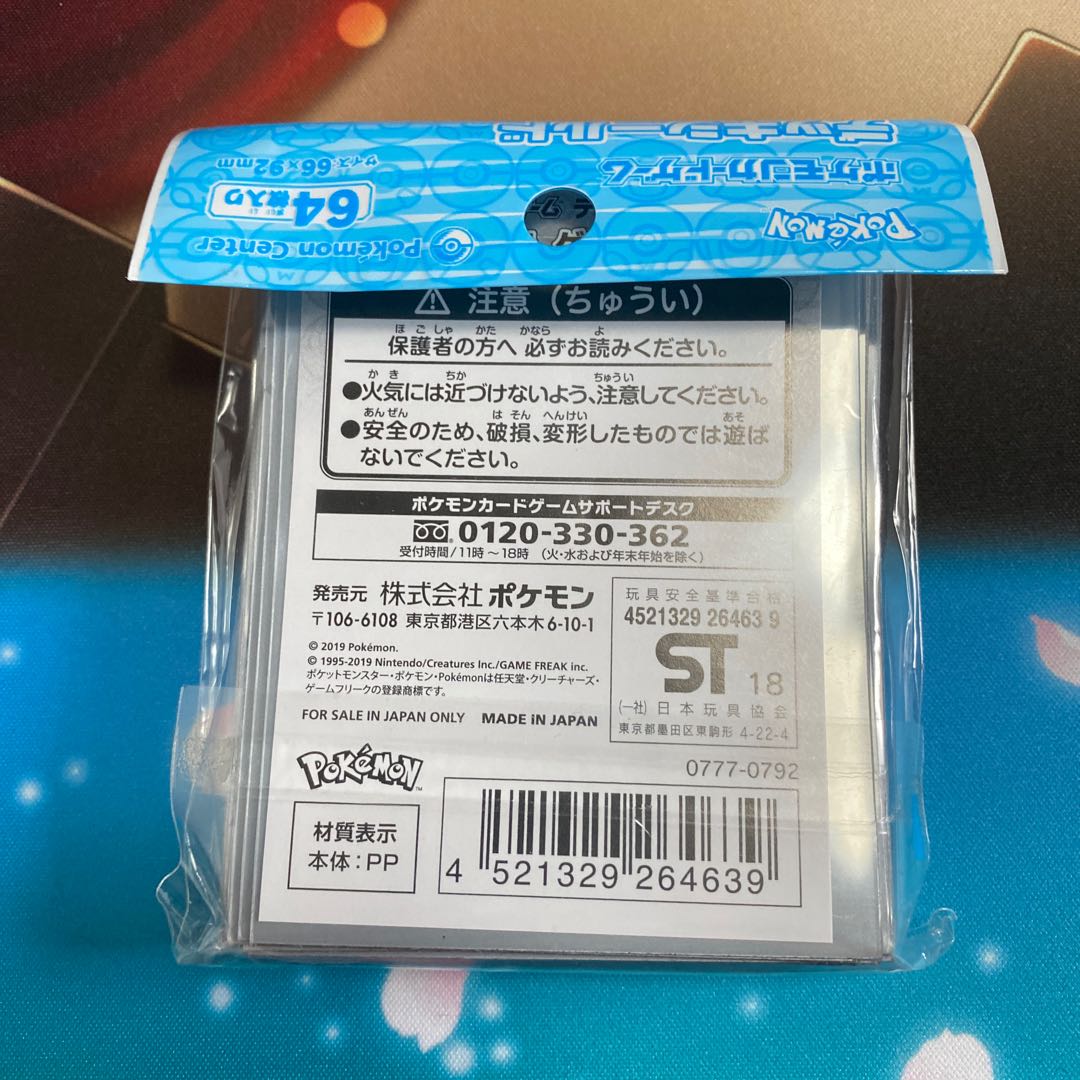 POKéMON
ポケモンカードゲーム
デッキシールド
Pokémon Center
64枚入り
サイズ:66×92mm
注意(ちゅうい)
保護者の方へ 必ずお読みください。
●火気には近づけないよう、注意してください。
●安全のため、破損、変形したものでは遊ば
ないでください。
ポケモンカードゲームサポートデスク
0120-330-362
受付時間/11時~18時 (火・水および年末年始を除く)
発売元 株式会社 ポケモン
〒106-6108 東京都港区六本木6-10-1
© 2019 Pokémon.
© 1995-2019 Nintendo/Creatures Inc./GAME FREAK inc.
ポケットモンスター・ポケモン・Pokémonは任天堂・クリーチャーズ・
ゲームフリークの登録商標です。
FOR SALE IN JAPAN ONLY MADE iN JAPAN
玩具安全基準合格
4521329 26463 9
ST 18
(一社)日本玩具協会
東京都墨田区東駒形 4-22-4
POKéMON™
0777-0792
材質表示
本体:PP
4 521329 264639